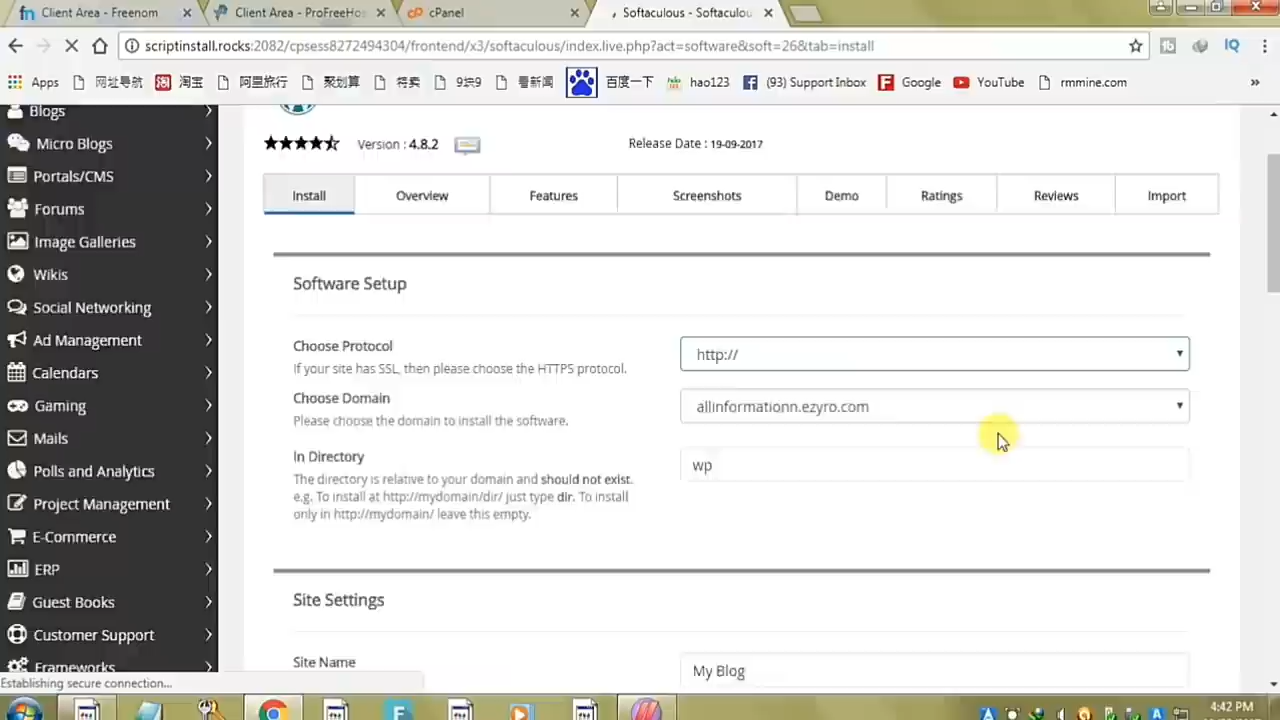 Client Area - Freenom
Client Area - ProFreeHos
cPanel
Softaculous - Softaculou
scriptinstall.rocks:2082/cpsess8272494304/frontend/x3/softaculous/index.live.php?act=software&soft=26&tab=install
Apps
网址导航
淘宝
阿里旅行
聚划算
特卖
9块9
看新闻
百度一下
hao123
(93) Support Inbox
Google
YouTube
rmmine.com
»
Blogs
Micro Blogs
Portals/CMS
Forums
Image Galleries
Wikis
Social Networking
Ad Management
Calendars
Gaming
Mails
Polls and Analytics
Project Management
E-Commerce
ERP
Guest Books
Customer Support
Frameworks
Version : 4.8.2
Release Date : 19-09-2017
Install
Overview
Features
Screenshots
Demo
Ratings
Reviews
Import
Software Setup
Choose Protocol
If your site has SSL, then please choose the HTTPS protocol.
http://
Choose Domain
Please choose the domain to install the software.
allinformationn.ezyro.com
In Directory
The directory is relative to your domain and should not exist.
e.g. To install at http://mydomain/dir/ just type dir. To install
only in http://mydomain/ leave this empty.
wp
Site Settings
Site Name
My Blog
Establishing secure connection...
4:42 PM